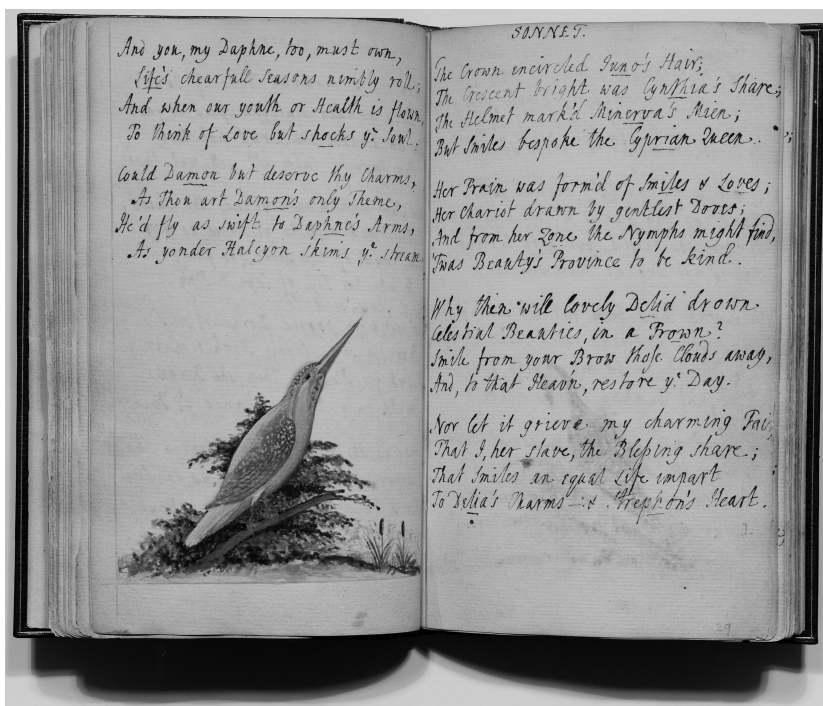 And you, my Daphne, too, must own,
Life's chearfull Seasons nimbly roll;
And when our youth or Health is flown,
To think of Love but shocks yᵉ Soul.
Could Damon but deserve thy Charms,
As Thou art Damon's only Theme,
He'd fly as swift to Daphne's Arms,
As yonder Halcyon skims yᵉ stream
SONNET.
The Crown encircled Juno's Hair;
The Crescent bright was Cynthia's Share;
The Helmet mark'd Minerva's Mien;
But Smiles bespoke the Cyprian Queen.
Her Train was form'd of Smiles & Loves;
Her Chariot drawn by gentlest Doves;
And from her Zone the Nymphs might find,
'Twas Beauty's Province to be kind.
Why then will lovely Delia drown
Celestial Beauties, in a Frown?
Smile from your Brow those Clouds away,
And, to that Heav'n, restore yᵉ Day.
Nor let it grieve my charming Fair
That I, her slave, the Blessing share;
That Smiles an equal Life impart
To Delia's Charms — & Strephon's Heart.
29